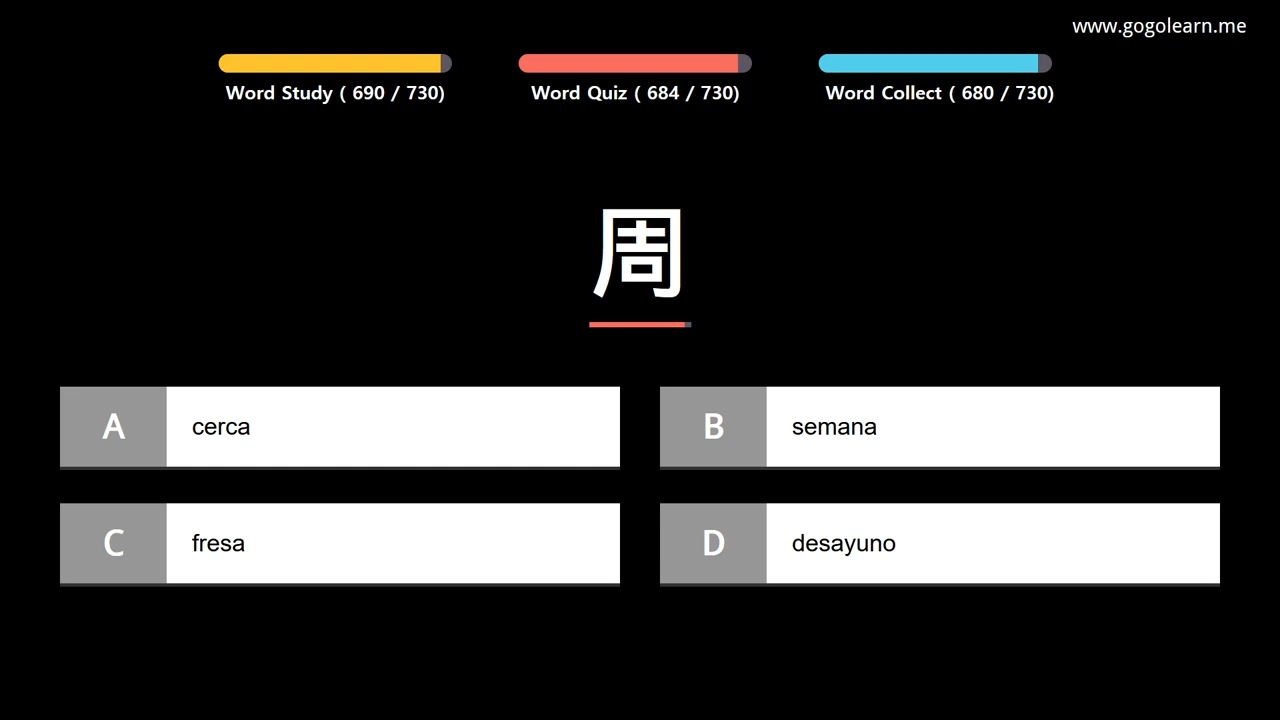 www.gogolearn.me
Word Study ( 690 / 730)
Word Quiz ( 684 / 730)
Word Collect ( 680 / 730)
周
A cerca
B semana
C fresa
D desayuno